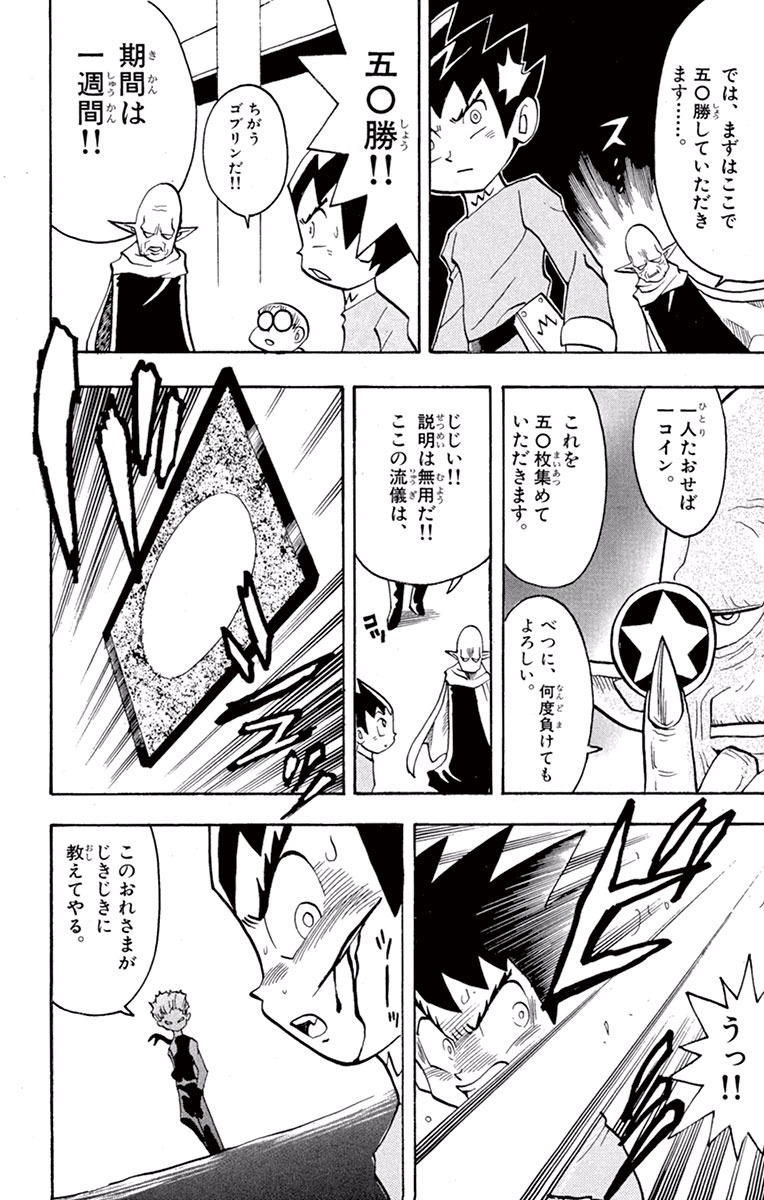 では、まずはここで
五〇勝していただき
ます……。
スッ
五〇勝!!
ちがう
ゴブリンだ!!
期間は
一週間!!
一人たおせば
一コイン。
これを
五〇枚集めて
いただきます。
べつに、何度負けても
よろしい。
じじい!!
説明は無用だ!!
ここの流儀は、
コッ
ビッ
うっ!!
このおれさまが
じきじきに
教えてやる。